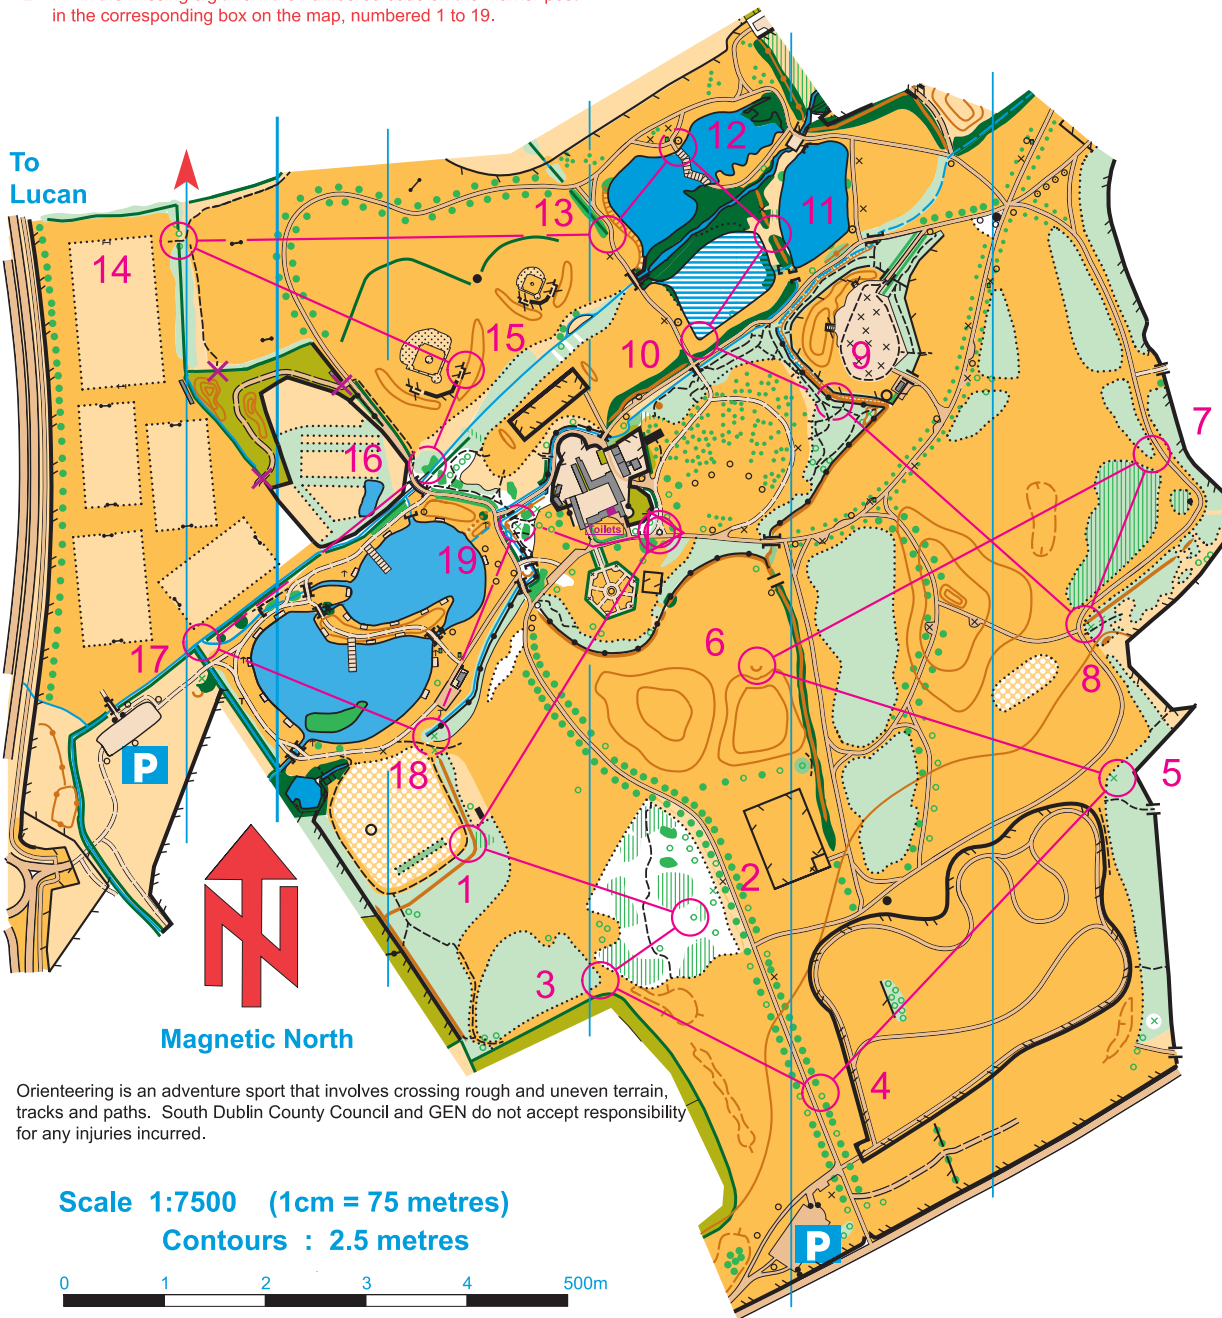 in the corresponding box on the map, numbered 1 to 19.
To
Lucan
12
11
13
14
15
10
9
7
16
Toilets
19
6
17
8
P
18
5
1
2
3
Magnetic North
4
Orienteering is an adventure sport that involves crossing rough and uneven terrain,
tracks and paths. South Dublin County Council and GEN do not accept responsibility
for any injuries incurred.
Scale 1:7500 (1cm = 75 metres)
Contours : 2.5 metres
P
0 1 2 3 4 500m